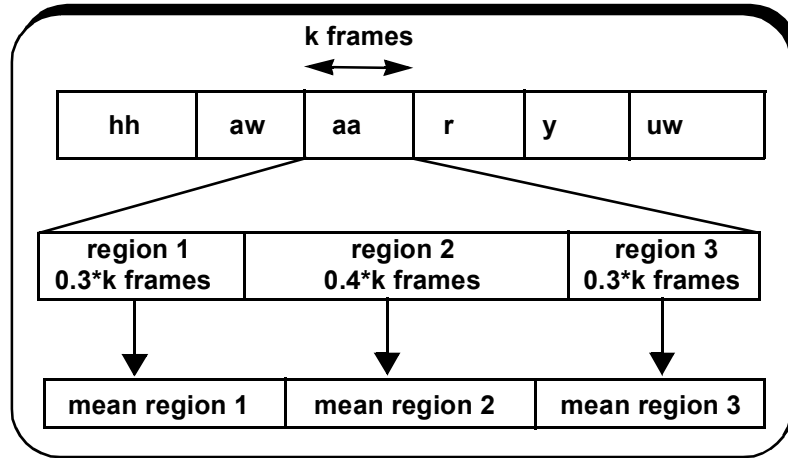 k frames
hh aw aa r y uw
region 1 region 2 region 3
0.3*k frames 0.4*k frames 0.3*k frames
mean region 1 mean region 2 mean region 3